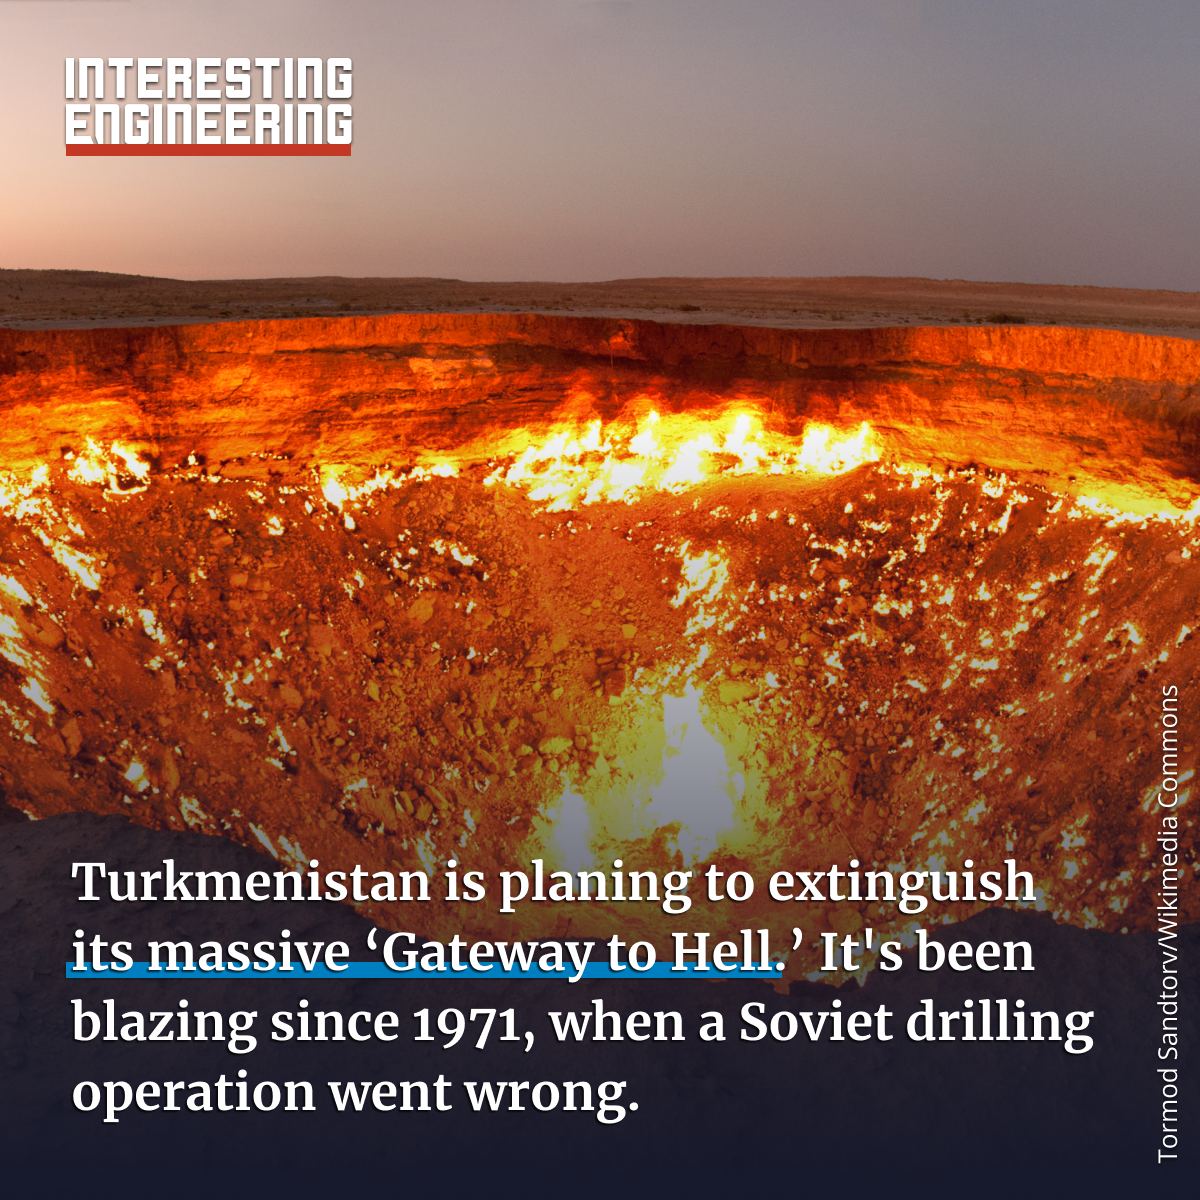 INTERESTING
ENGINEERING
Turkmenistan is planing to extinguish
its massive ‘Gateway to Hell.’ It's been
blazing since 1971, when a Soviet drilling
operation went wrong.
Tormod Sandtorv/Wikimedia Commons